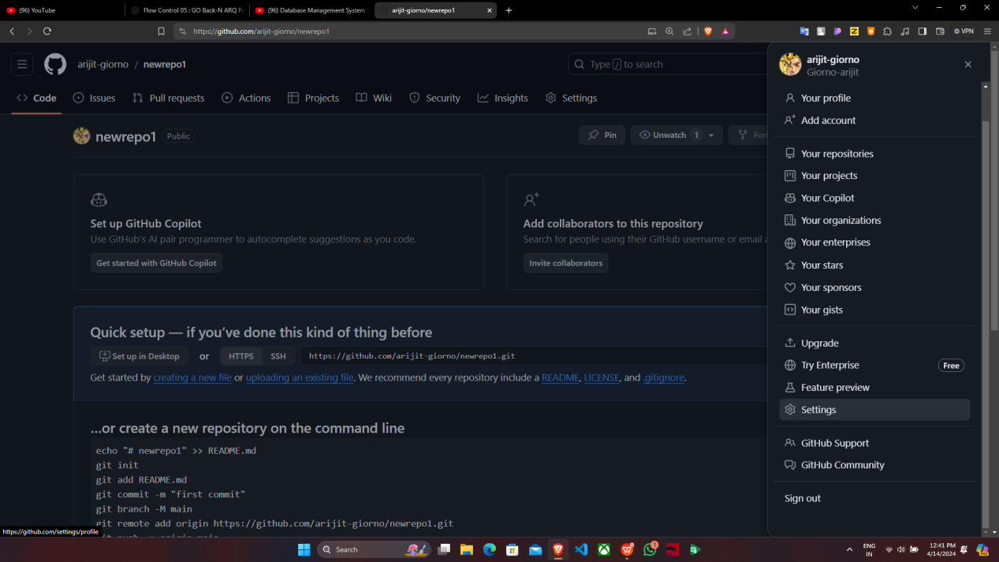 (96) YouTube
Flow Control 05 : GO Back-N ARQ P
(96) Database Management System
arijit-giorno/newrepo1
https://github.com/arijit-giorno/newrepo1
VPN
arijit-giorno / newrepo1
Type / to search
Code
Issues
Pull requests
Actions
Projects
Wiki
Security
Insights
Settings
newrepo1
Public
Pin
Unwatch 1
Fork
Set up GitHub Copilot
Use GitHub's AI pair programmer to autocomplete suggestions as you code.
Get started with GitHub Copilot
Add collaborators to this repository
Search for people using their GitHub username or email a
Invite collaborators
Quick setup — if you’ve done this kind of thing before
Set up in Desktop
or
HTTPS
SSH
https://github.com/arijit-giorno/newrepo1.git
Get started by creating a new file or uploading an existing file. We recommend every repository include a README, LICENSE, and .gitignore.
…or create a new repository on the command line
echo "# newrepo1" >> README.md
git init
git add README.md
git commit -m "first commit"
git branch -M main
git remote add origin https://github.com/arijit-giorno/newrepo1.git
git push -u origin main
arijit-giorno
Giorno-arijit
Your profile
Add account
Your repositories
Your projects
Your Copilot
Your organizations
Your enterprises
Your stars
Your sponsors
Your gists
Upgrade
Try Enterprise
Free
Feature preview
Settings
GitHub Support
GitHub Community
Sign out
https://github.com/settings/profile
Search
1
ENG
IN
12:41 PM
4/14/2024